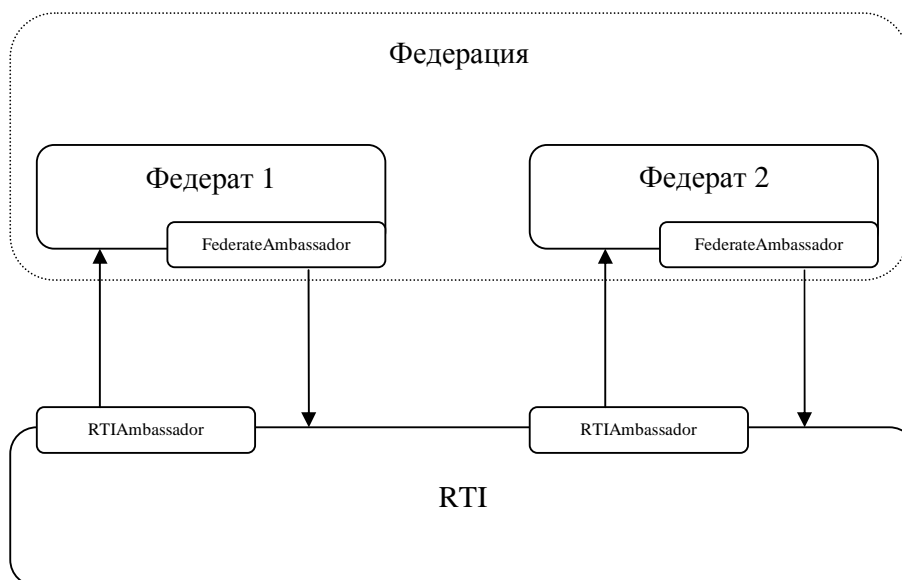 Федерация
Федерат 1
Федерат 2
FederateAmbassador
FederateAmbassador
RTIAmbassador
RTIAmbassador
RTI